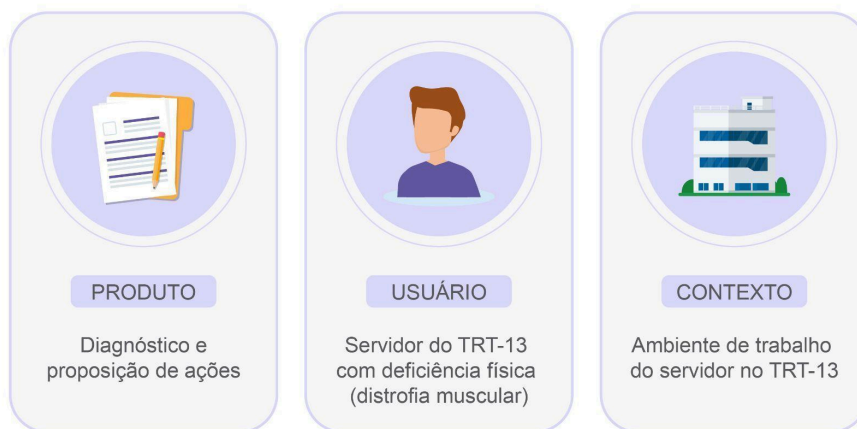 PRODUTO
Diagnóstico e
proposição de ações
USUÁRIO
Servidor do TRT-13
com deficiência física
(distrofia muscular)
CONTEXTO
Ambiente de trabalho
do servidor no TRT-13